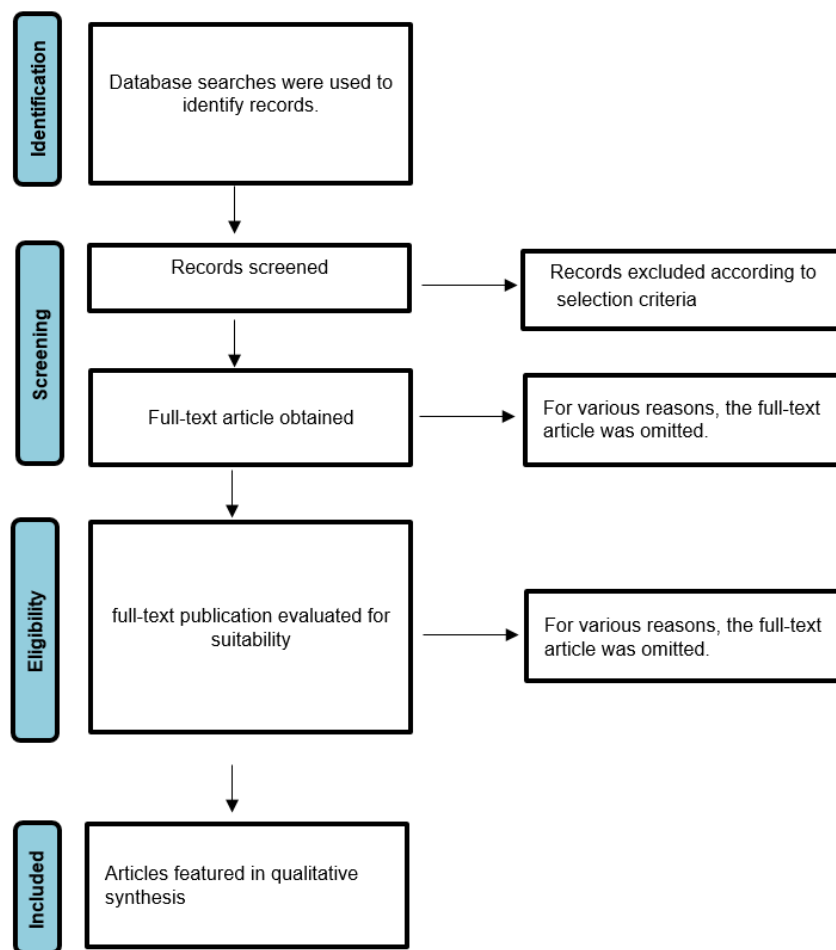 Identification
Database searches were used to
identify records.
Screening
Records screened
Records excluded according to
selection criteria
Full-text article obtained
For various reasons, the full-text
article was omitted.
Eligibility
full-text publication evaluated for
suitability
For various reasons, the full-text
article was omitted.
Included
Articles featured in qualitative
synthesis